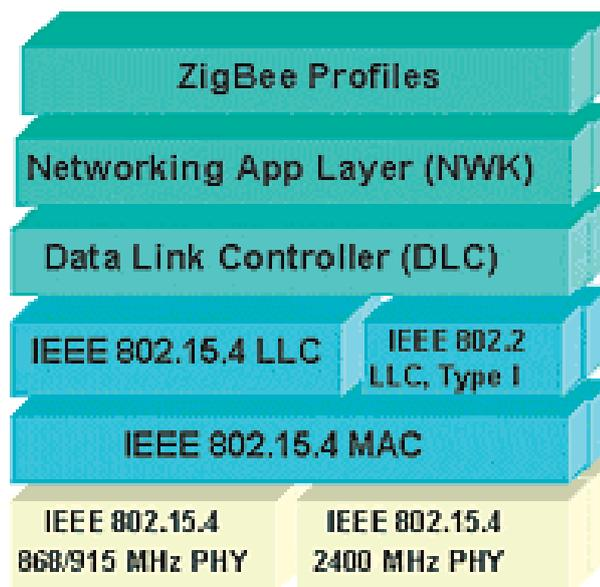 ZigBee Profiles
Networking App Layer (NWK)
Data Link Controller (DLC)
IEEE 802.15.4 LLC
IEEE 802.2
LLC, Type I
IEEE 802.15.4 MAC
IEEE 802.15.4
868/915 MHz PHY
IEEE 802.15.4
2400 MHz PHY